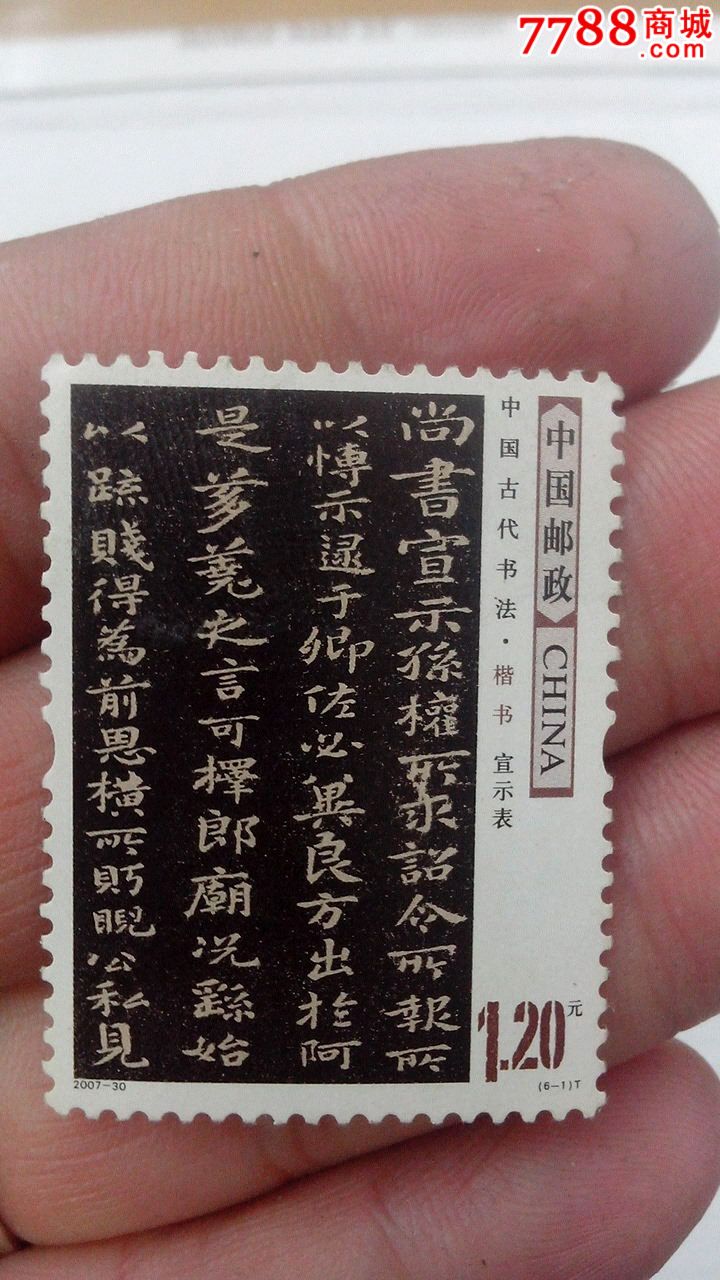 7788商城
.com
中国邮政 CHINA
中国古代书法·楷书 宣示表
尚書宣示孫權所求詔令所報所
以博示逮于卿佐必異良方出於阿
是芻蕘之言可擇郎廟況繇始
以疏賤得為前恩橫所眄睨公私見
1.20元
2007-30
(6-1)T